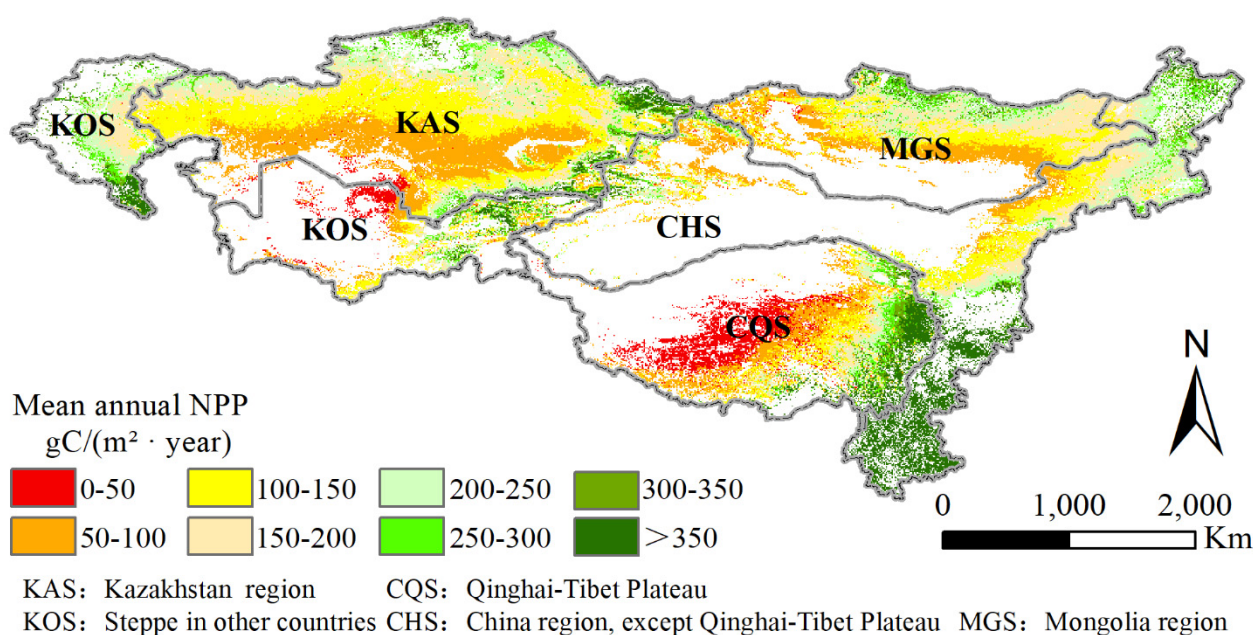 KOS
KAS
MGS
KOS
CHS
CQS
N
Mean annual NPP
gC/(m² · year)
0-50 100-150 200-250 300-350
50-100 150-200 250-300 ＞350
0 1,000 2,000
Km
KAS：Kazakhstan region CQS：Qinghai-Tibet Plateau
KOS：Steppe in other countries CHS：China region, except Qinghai-Tibet Plateau MGS：Mongolia region